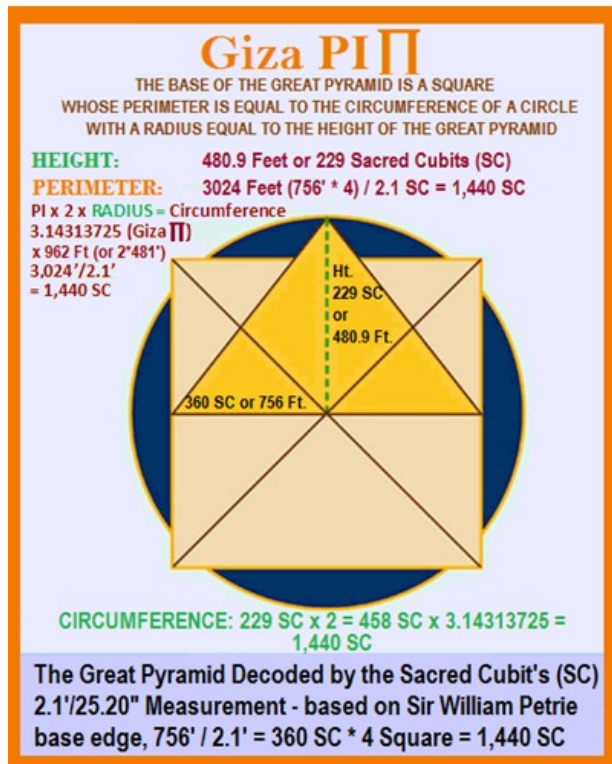 Giza PI ∏
THE BASE OF THE GREAT PYRAMID IS A SQUARE
WHOSE PERIMETER IS EQUAL TO THE CIRCUMFERENCE OF A CIRCLE
WITH A RADIUS EQUAL TO THE HEIGHT OF THE GREAT PYRAMID
HEIGHT: 480.9 Feet or 229 Sacred Cubits (SC)
PERIMETER: 3024 Feet (756' * 4) / 2.1 SC = 1,440 SC
PI x 2 x RADIUS = Circumference
3.14313725 (Giza ∏)
x 962 Ft (or 2*481')
3,024'/2.1'
= 1,440 SC
Ht.
229 SC
or
480.9 Ft.
360 SC or 756 Ft.
CIRCUMFERENCE: 229 SC x 2 = 458 SC x 3.14313725 =
1,440 SC
The Great Pyramid Decoded by the Sacred Cubit's (SC)
2.1'/25.20" Measurement - based on Sir William Petrie
base edge, 756' / 2.1' = 360 SC * 4 Square = 1,440 SC